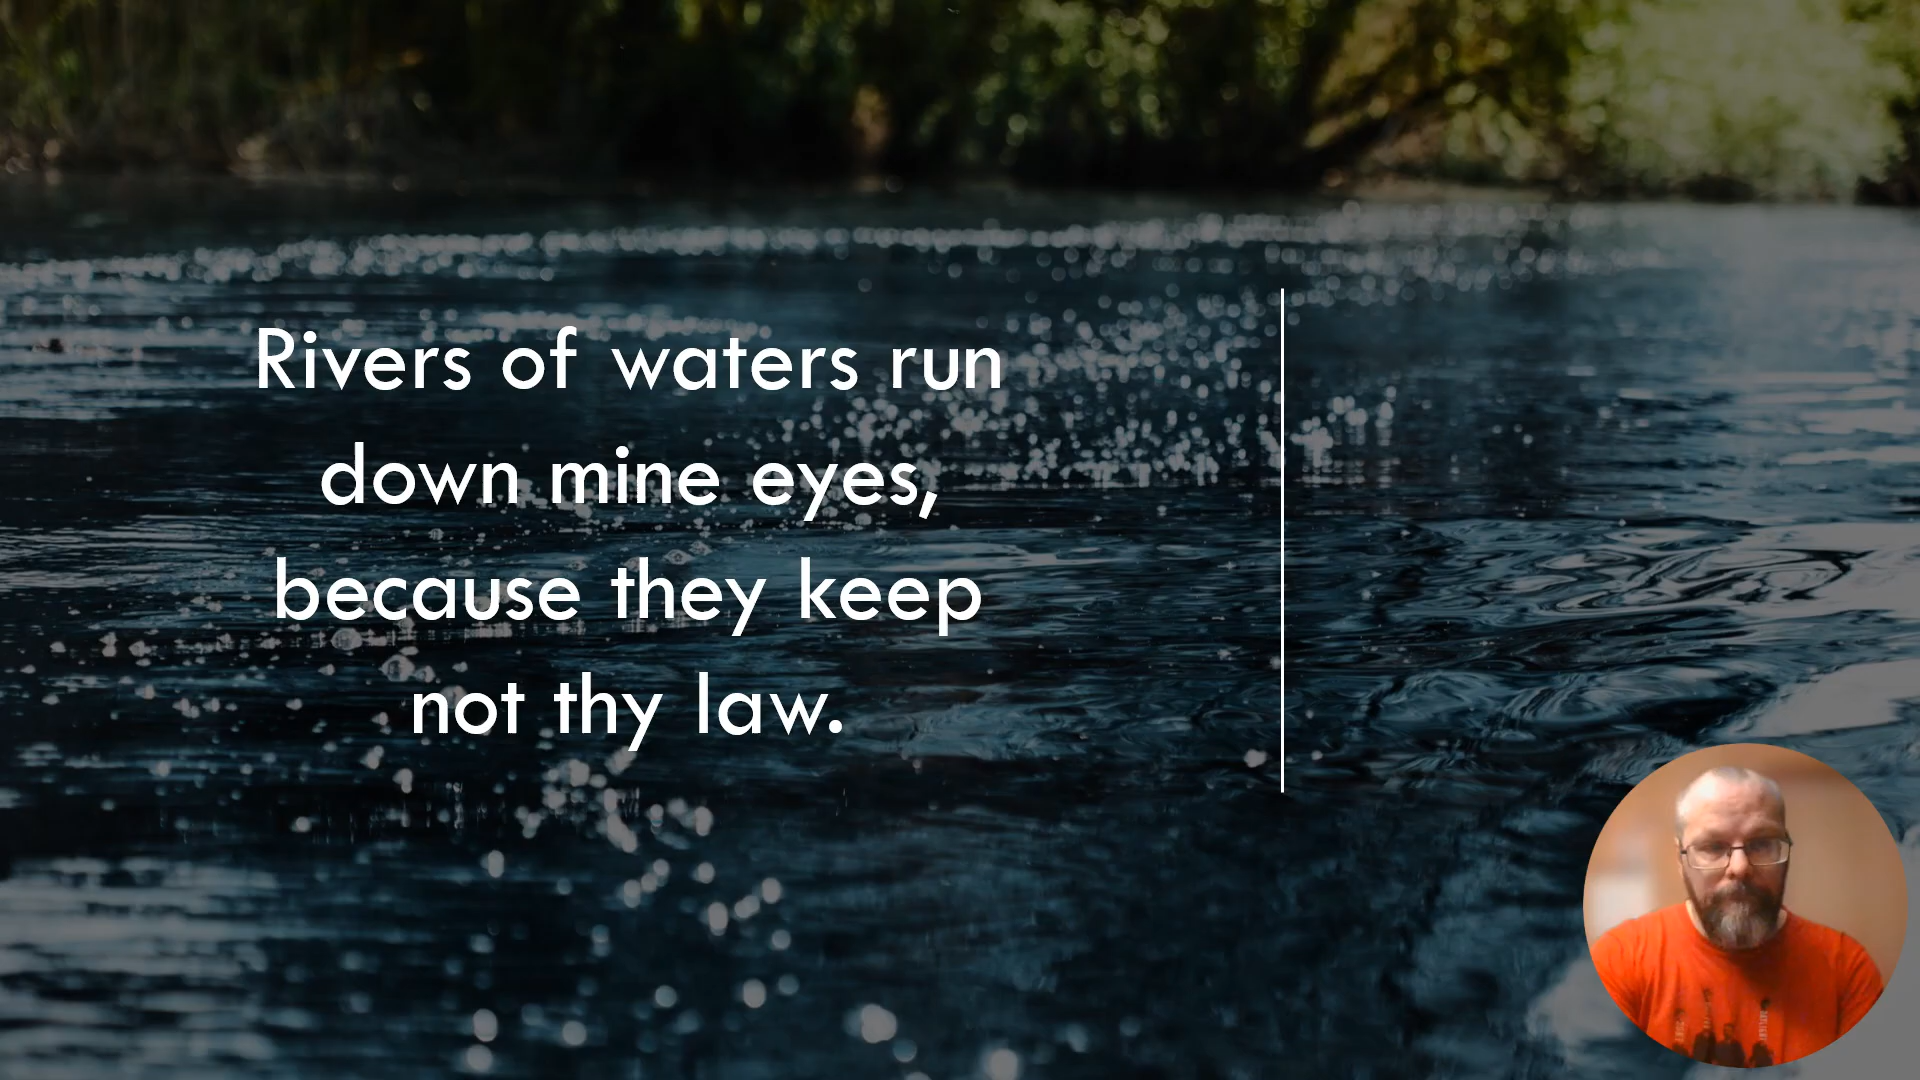 Rivers of waters run
down mine eyes,
because they keep
not thy law.